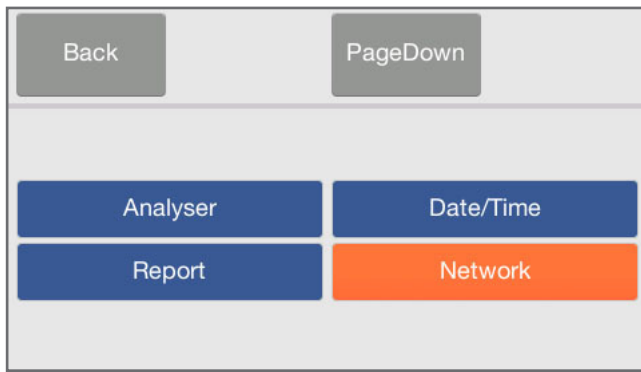 Back
PageDown
Analyser
Date/Time
Report
Network